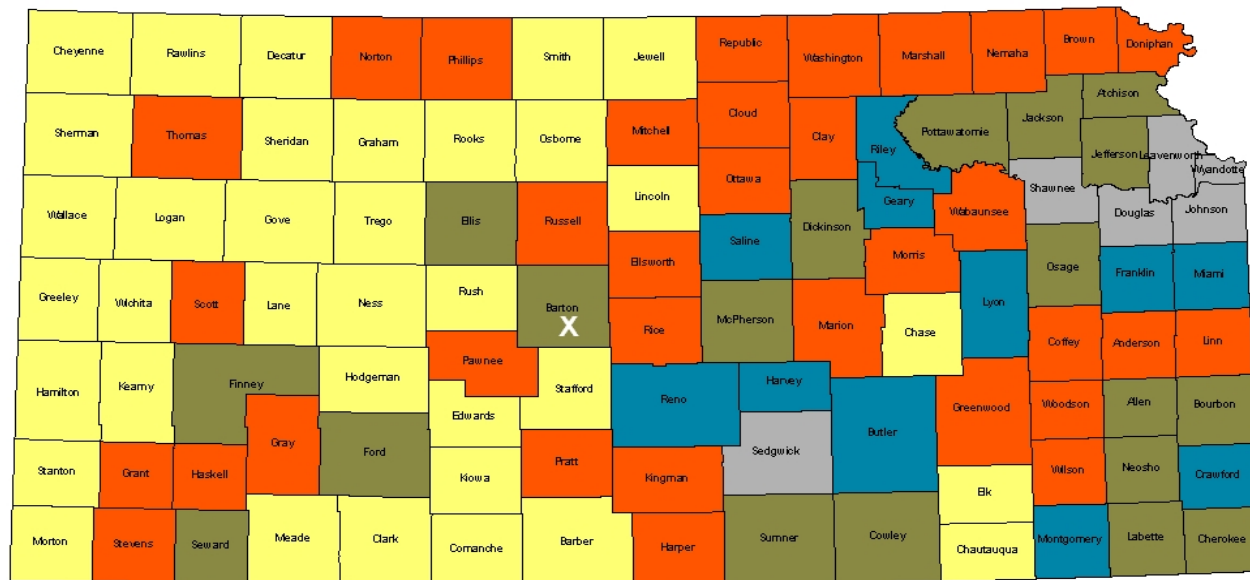 Cheyenne Rawlins Decatur Norton Phillips Smith Jewell Republic Washington Marshall Nemaha Brown Doniphan
Sherman Thomas Sheridan Graham Rooks Osborne Mitchell Cloud Clay Riley Pottawatomie Jackson Atchison
Jefferson Leavenworth Wyandotte
Wallace Logan Gove Trego Ellis Russell Lincoln Ottawa Saline Dickinson Geary Wabaunsee Shawnee Douglas Johnson
Greeley Wichita Scott Lane Ness Rush Barton Ellsworth Rice McPherson Marion Morris Chase Lyon Osage Franklin Miami
X
Hamilton Kearny Finney Hodgeman Pawnee Stafford Reno Harvey Butler Greenwood Coffey Anderson Linn
Gray Ford Edwards Sedgwick Woodson Allen Bourbon
Stanton Grant Haskell Kiowa Pratt Kingman Elk Wilson Neosho Crawford
Morton Stevens Seward Meade Clark Comanche Barber Harper Sumner Cowley Chautauqua Montgomery Labette Cherokee